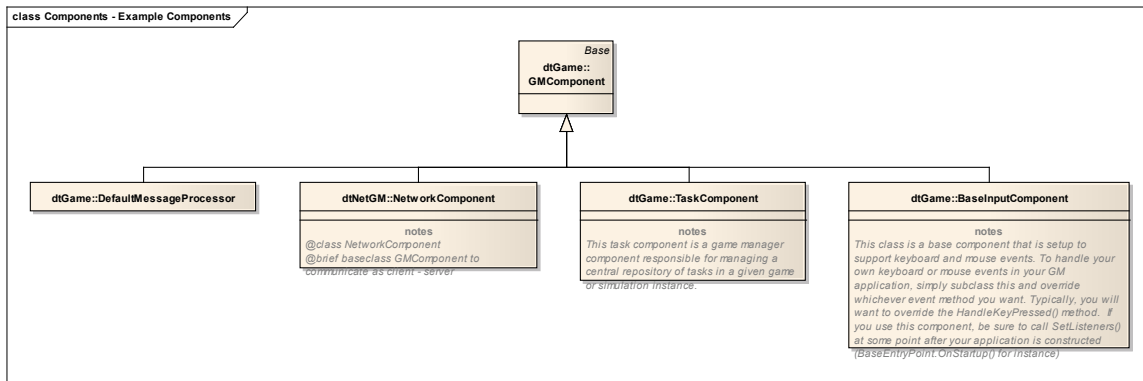 class Components - Example Components
Base
dtGame::
GMComponent
dtGame::DefaultMessageProcessor
dtNetGM::NetworkComponent
notes
@class NetworkComponent
@brief baseclass GMComponent to
communicate as client - server
dtGame::TaskComponent
notes
This task component is a game manager
component responsible for managing a
central repository of tasks in a given game
or simulation instance.
dtGame::BaseInputComponent
notes
This class is a base component that is setup to
support keyboard and mouse events. To handle your
own keyboard or mouse events in your GM
application, simply subclass this and override
whichever event method you want. Typically, you will
want to override the HandleKeyPressed() method. If
you use this component, be sure to call SetListeners()
at some point after your application is constructed
(BaseEntryPoint.OnStartup() for instance)